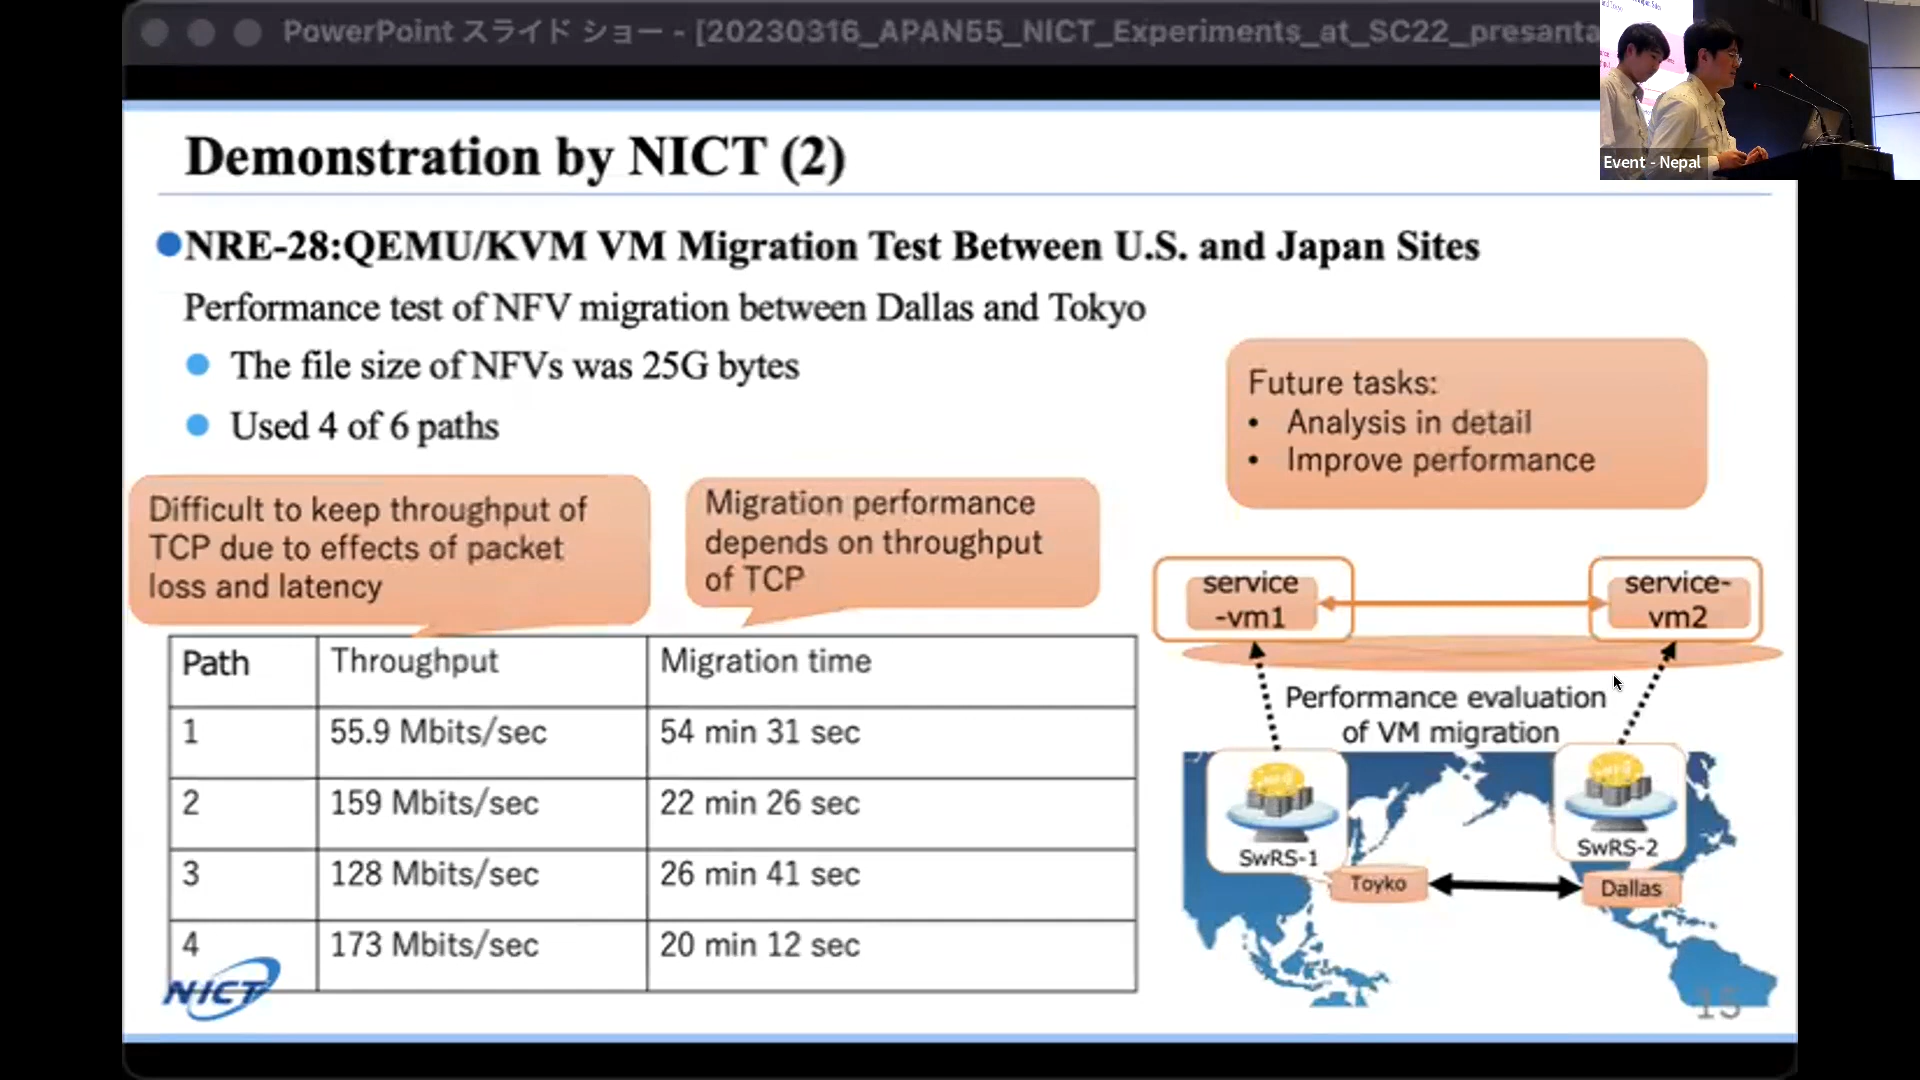 PowerPoint スライド ショー - [20230316_APAN55_NICT_Experiments_at_SC22_presanta
Event - Nepal
Demonstration by NICT (2)
NRE-28:QEMU/KVM VM Migration Test Between U.S. and Japan Sites
Performance test of NFV migration between Dallas and Tokyo
The file size of NFVs was 25G bytes
Used 4 of 6 paths
Future tasks:
• Analysis in detail
• Improve performance
Difficult to keep throughput of
TCP due to effects of packet
loss and latency
Migration performance
depends on throughput
of TCP
Path Throughput Migration time
1 55.9 Mbits/sec 54 min 31 sec
2 159 Mbits/sec 22 min 26 sec
3 128 Mbits/sec 26 min 41 sec
4 173 Mbits/sec 20 min 12 sec
service
-vm1
service-
vm2
Performance evaluation
of VM migration
SwRS-1
SwRS-2
Toyko
Dallas
NICT
15